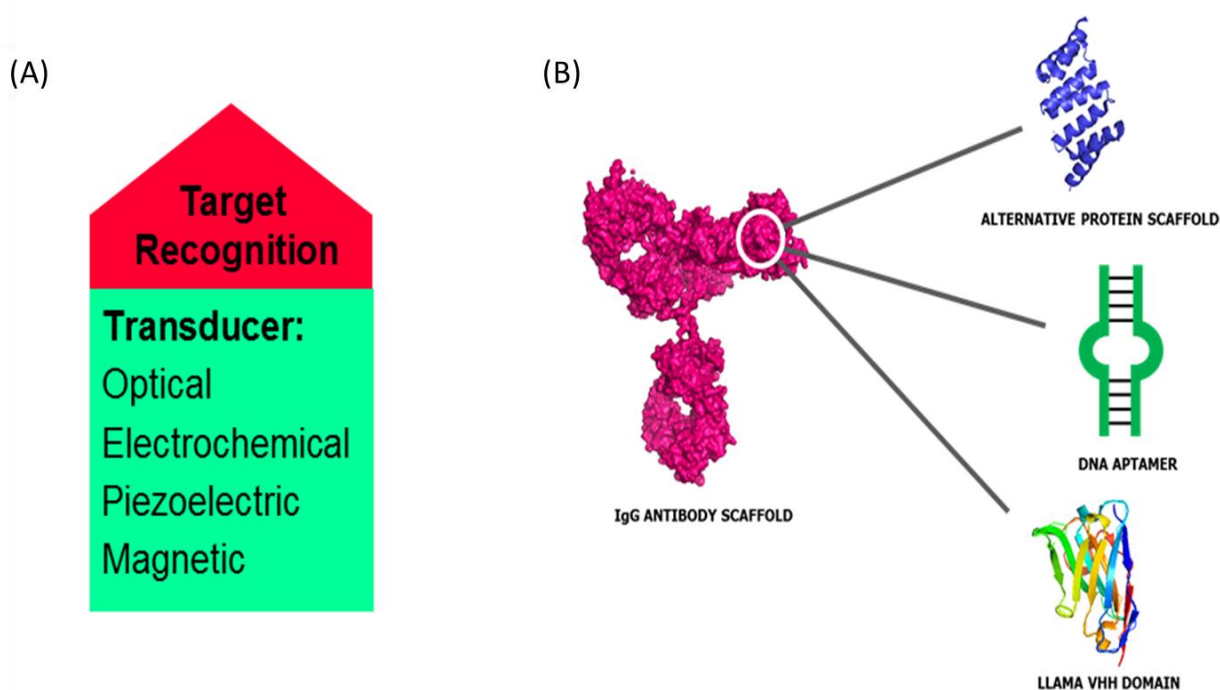 (A)
Target
Recognition
Transducer:
Optical
Electrochemical
Piezoelectric
Magnetic
(B)
IgG ANTIBODY SCAFFOLD
ALTERNATIVE PROTEIN SCAFFOLD
DNA APTAMER
LLAMA VHH DOMAIN